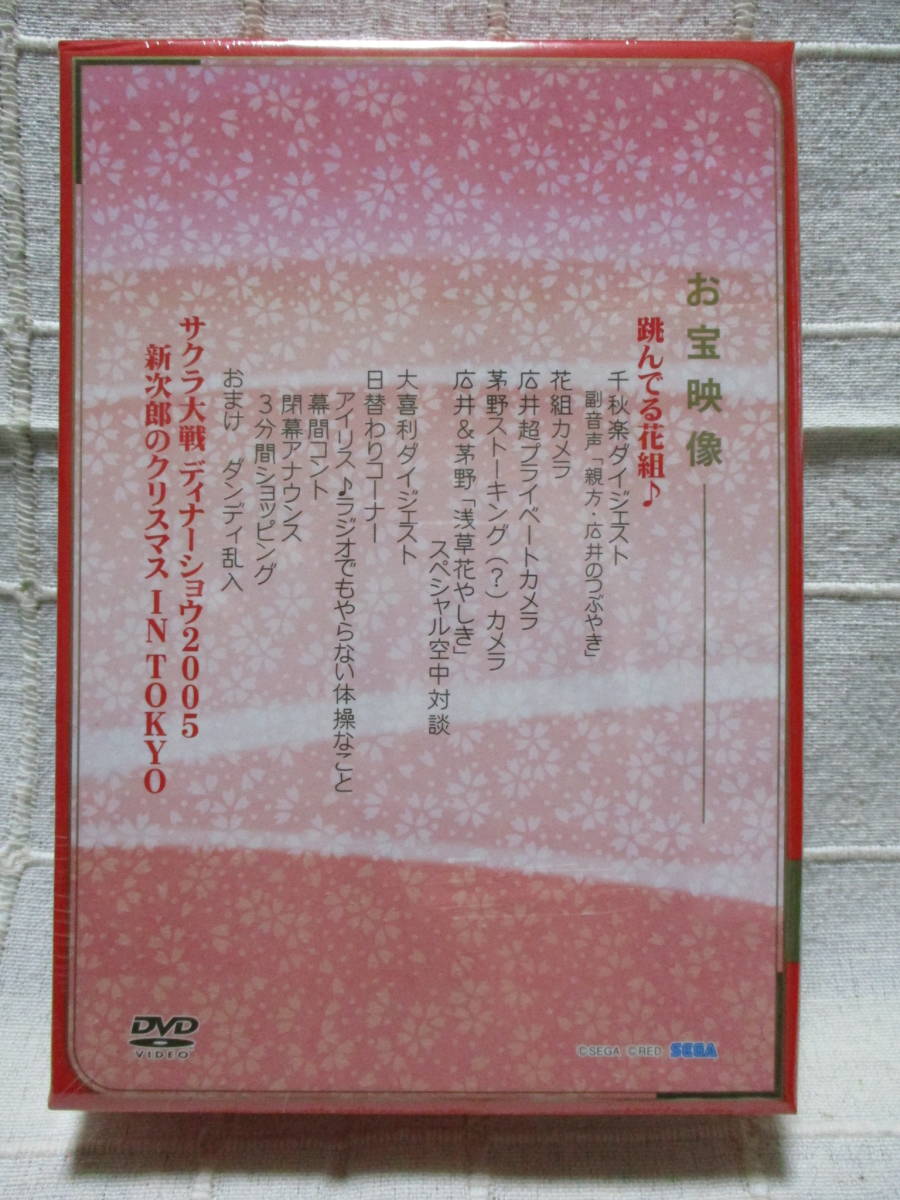 お宝映像
跳んでる花組♪
千秋楽ダイジェスト
副音声「親方・広井のつぶやき」
花組カメラ
広井超プライベートカメラ
茅野ストーキング(?)カメラ
広井&茅野「浅草花やしき」
スペシャル空中対談
大喜利ダイジェスト
日替わりコーナー
アイリス♪ラジオでもやらない体操なこと
幕間コント
閉幕アナウンス
3分間ショッピング
おまけ ダンディ乱入
サクラ大戦 ディナーショウ2005
新次郎のクリスマス IN TOKYO
DVD
VIDEO
©SEGA ©RED SEGA